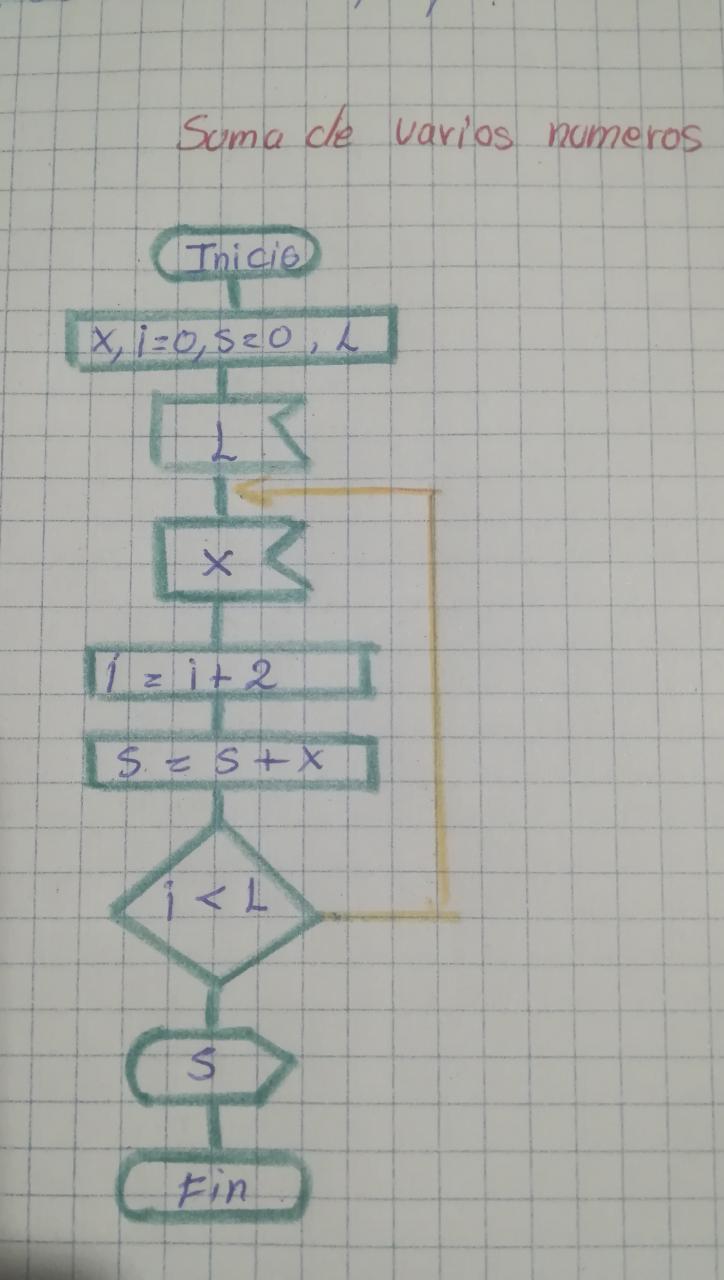 Suma de varios numeros
Inicio
X, i=0, s=0, L
L
X
i = i + 2
S = S + X
i < L
S
Fin